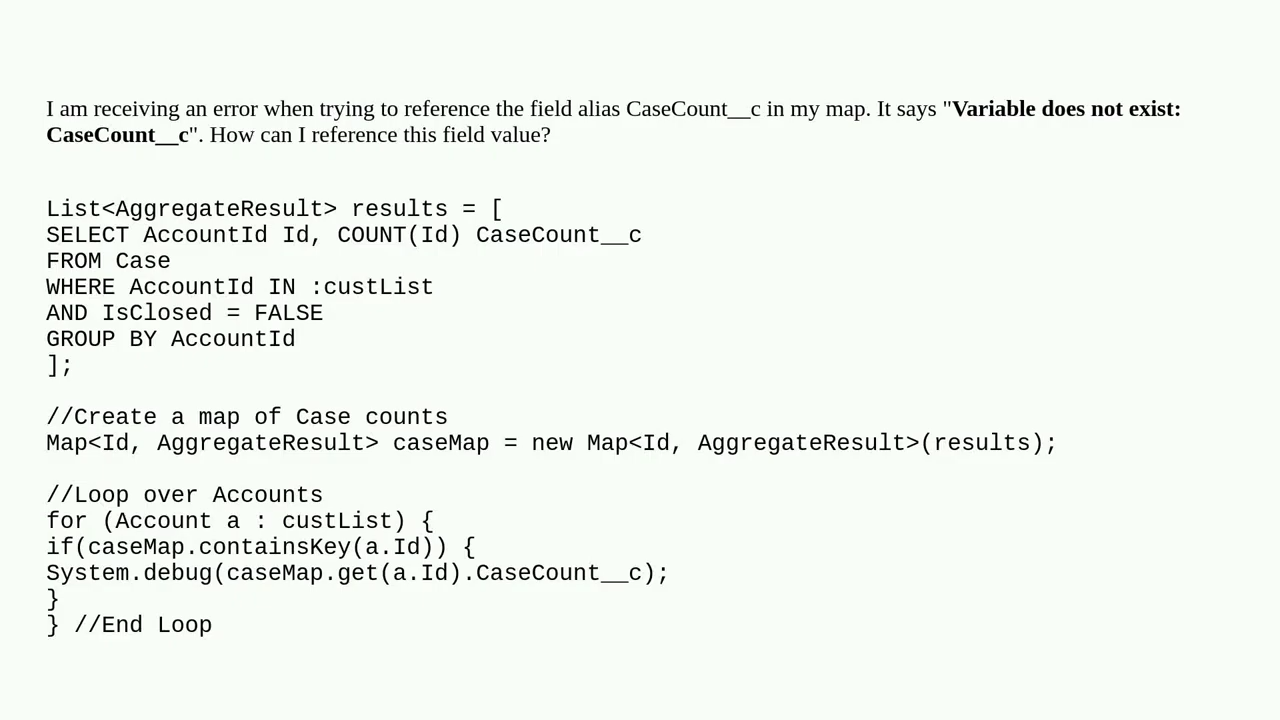 I am receiving an error when trying to reference the field alias CaseCount__c in my map. It says "Variable does not exist:
CaseCount__c". How can I reference this field value?
List<AggregateResult> results = [
SELECT AccountId Id, COUNT(Id) CaseCount__c
FROM Case
WHERE AccountId IN :custList
AND IsClosed = FALSE
GROUP BY AccountId
];
//Create a map of Case counts
Map<Id, AggregateResult> caseMap = new Map<Id, AggregateResult>(results);
//Loop over Accounts
for (Account a : custList) {
if(caseMap.containsKey(a.Id)) {
System.debug(caseMap.get(a.Id).CaseCount__c);
}
} //End Loop